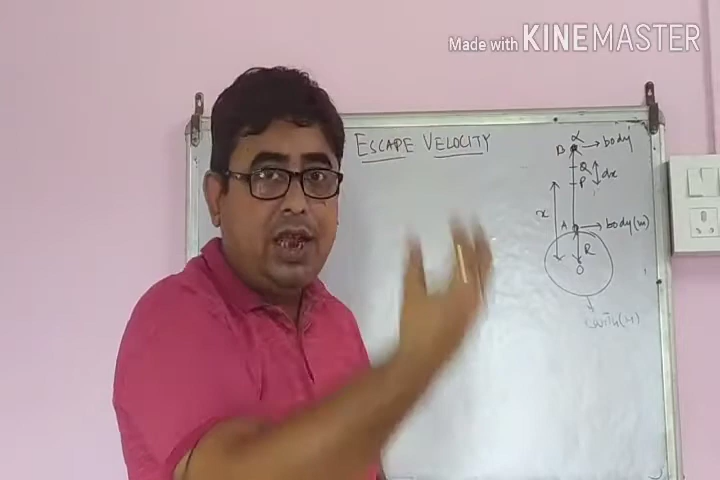 Made with KINEMASTER
ESCAPE VELOCITY
α
B → body
Q
P
dx
x
A → body (m)
R
O
earth (M)